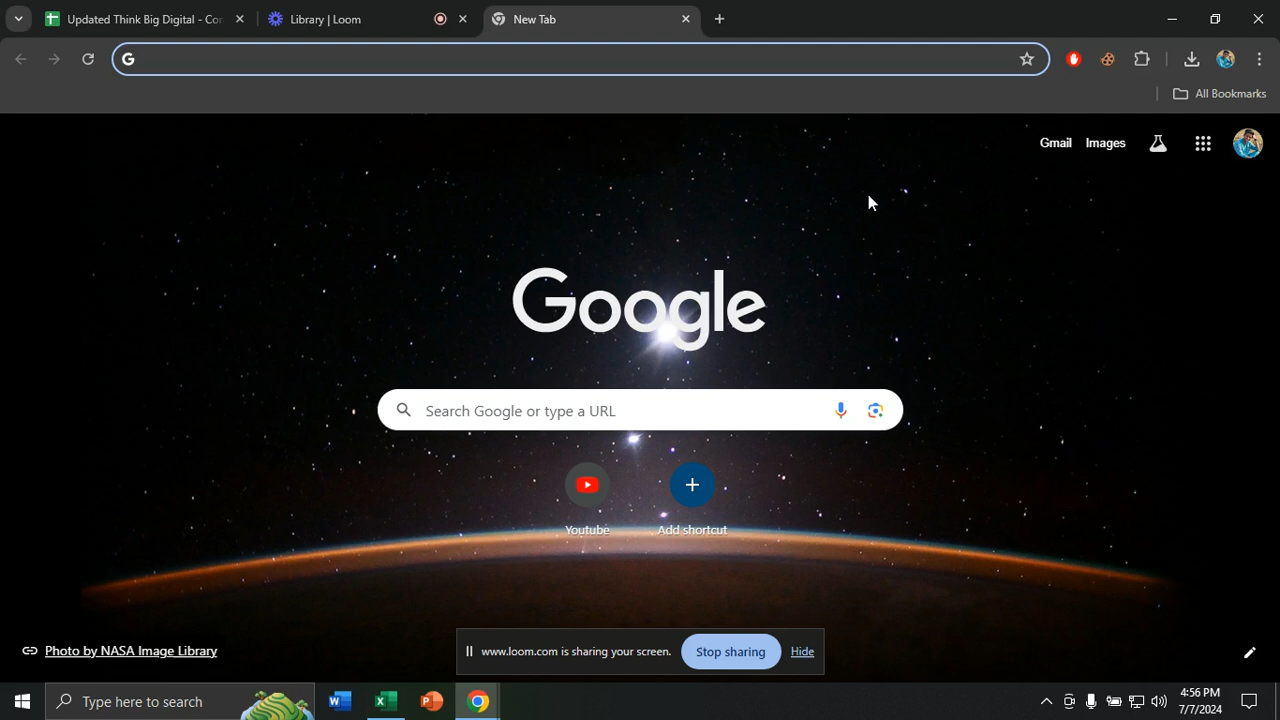 Updated Think Big Digital - Con
Library | Loom
New Tab
All Bookmarks
Gmail
Images
Google
Search Google or type a URL
Youtube
Add shortcut
www.loom.com is sharing your screen.
Stop sharing
Hide
Photo by NASA Image Library
Type here to search
4:56 PM
7/7/2024